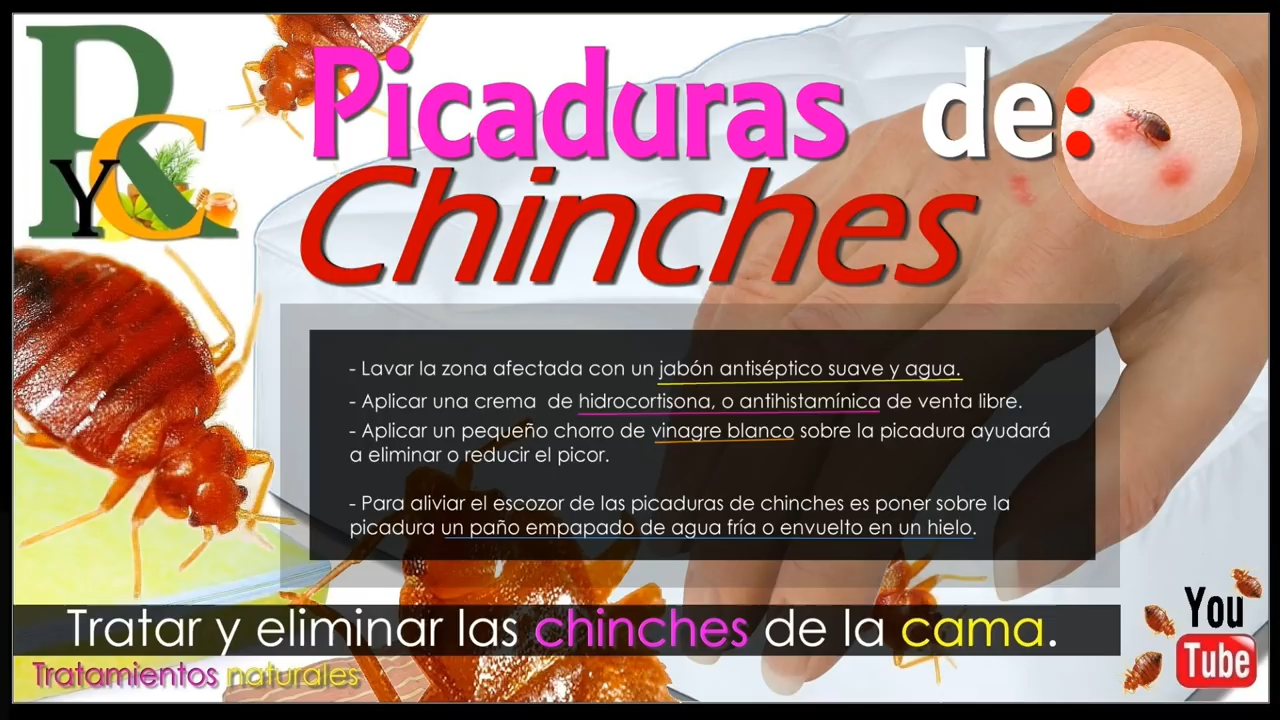 R
Y C
Picaduras de:
Chinches
- Lavar la zona afectada con un jabón antiséptico suave y agua.
- Aplicar una crema de hidrocortisona, o antihistamínica de venta libre.
- Aplicar un pequeño chorro de vinagre blanco sobre la picadura ayudará
a eliminar o reducir el picor.
- Para aliviar el escozor de las picaduras de chinches es poner sobre la
picadura un paño empapado de agua fría o envuelto en un hielo.
Tratar y eliminar las chinches de la cama.
Tratamientos naturales
You
Tube